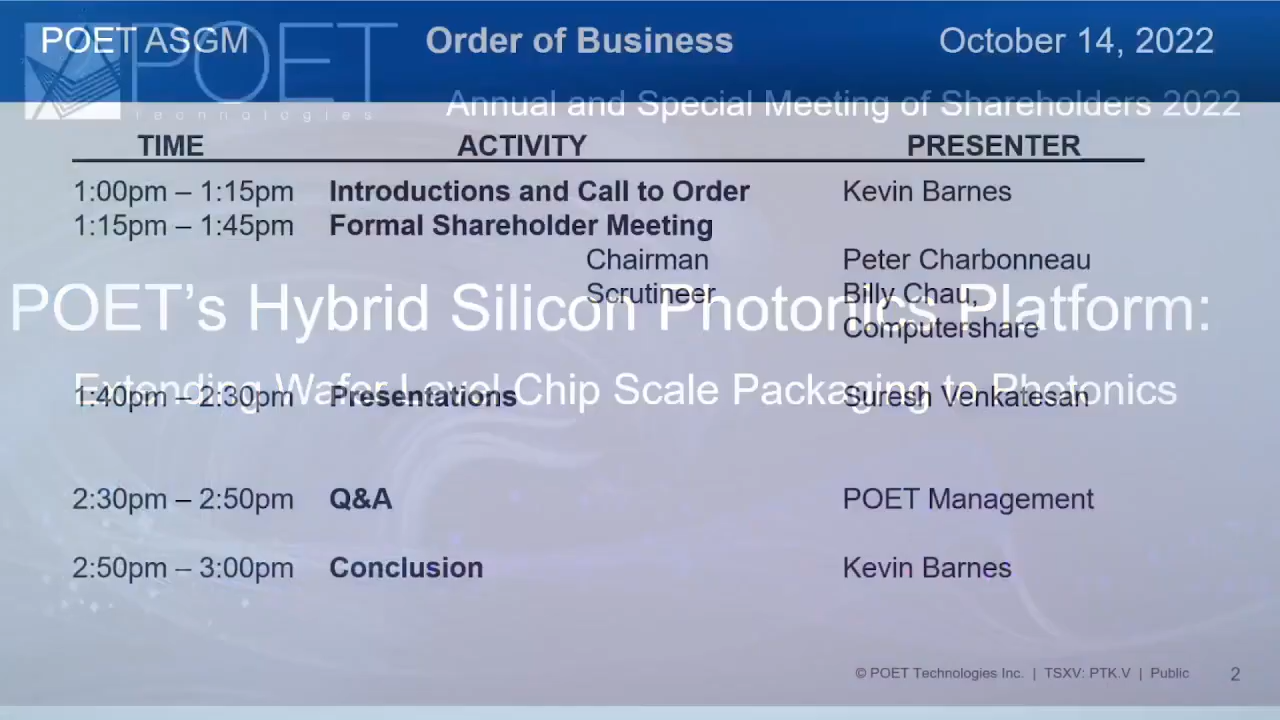 POET ASGM Order of Business October 14, 2022
POET
Technologies
Annual and Special Meeting of Shareholders 2022
TIME ACTIVITY PRESENTER
1:00pm – 1:15pm Introductions and Call to Order Kevin Barnes
1:15pm – 1:45pm Formal Shareholder Meeting
Chairman Peter Charbonneau
Scrutineer Billy Chau,
POET’s Hybrid Silicon Photonics Platform:
Computershare
Extending Wafer Level Chip Scale Packaging to Photonics
1:40pm – 2:30pm Presentations Suresh Venkatesan
2:30pm – 2:50pm Q&A POET Management
2:50pm – 3:00pm Conclusion Kevin Barnes
© POET Technologies Inc. | TSXV: PTK.V | Public 2